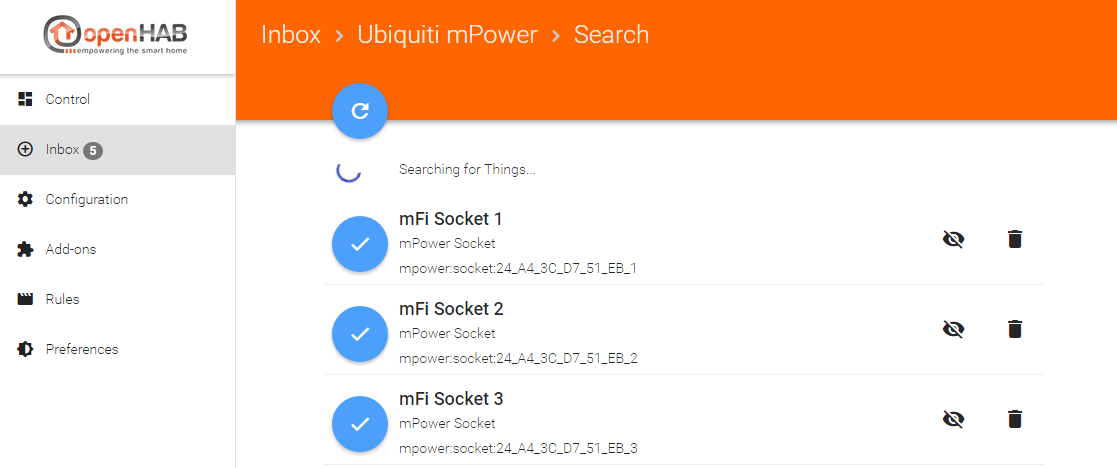 openHAB
empowering the smart home
Inbox > Ubiquiti mPower > Search
Control
Inbox 5
Configuration
Add-ons
Rules
Preferences
Searching for Things...
mFi Socket 1
mPower Socket
mpower:socket:24_A4_3C_D7_51_EB_1
mFi Socket 2
mPower Socket
mpower:socket:24_A4_3C_D7_51_EB_2
mFi Socket 3
mPower Socket
mpower:socket:24_A4_3C_D7_51_EB_3